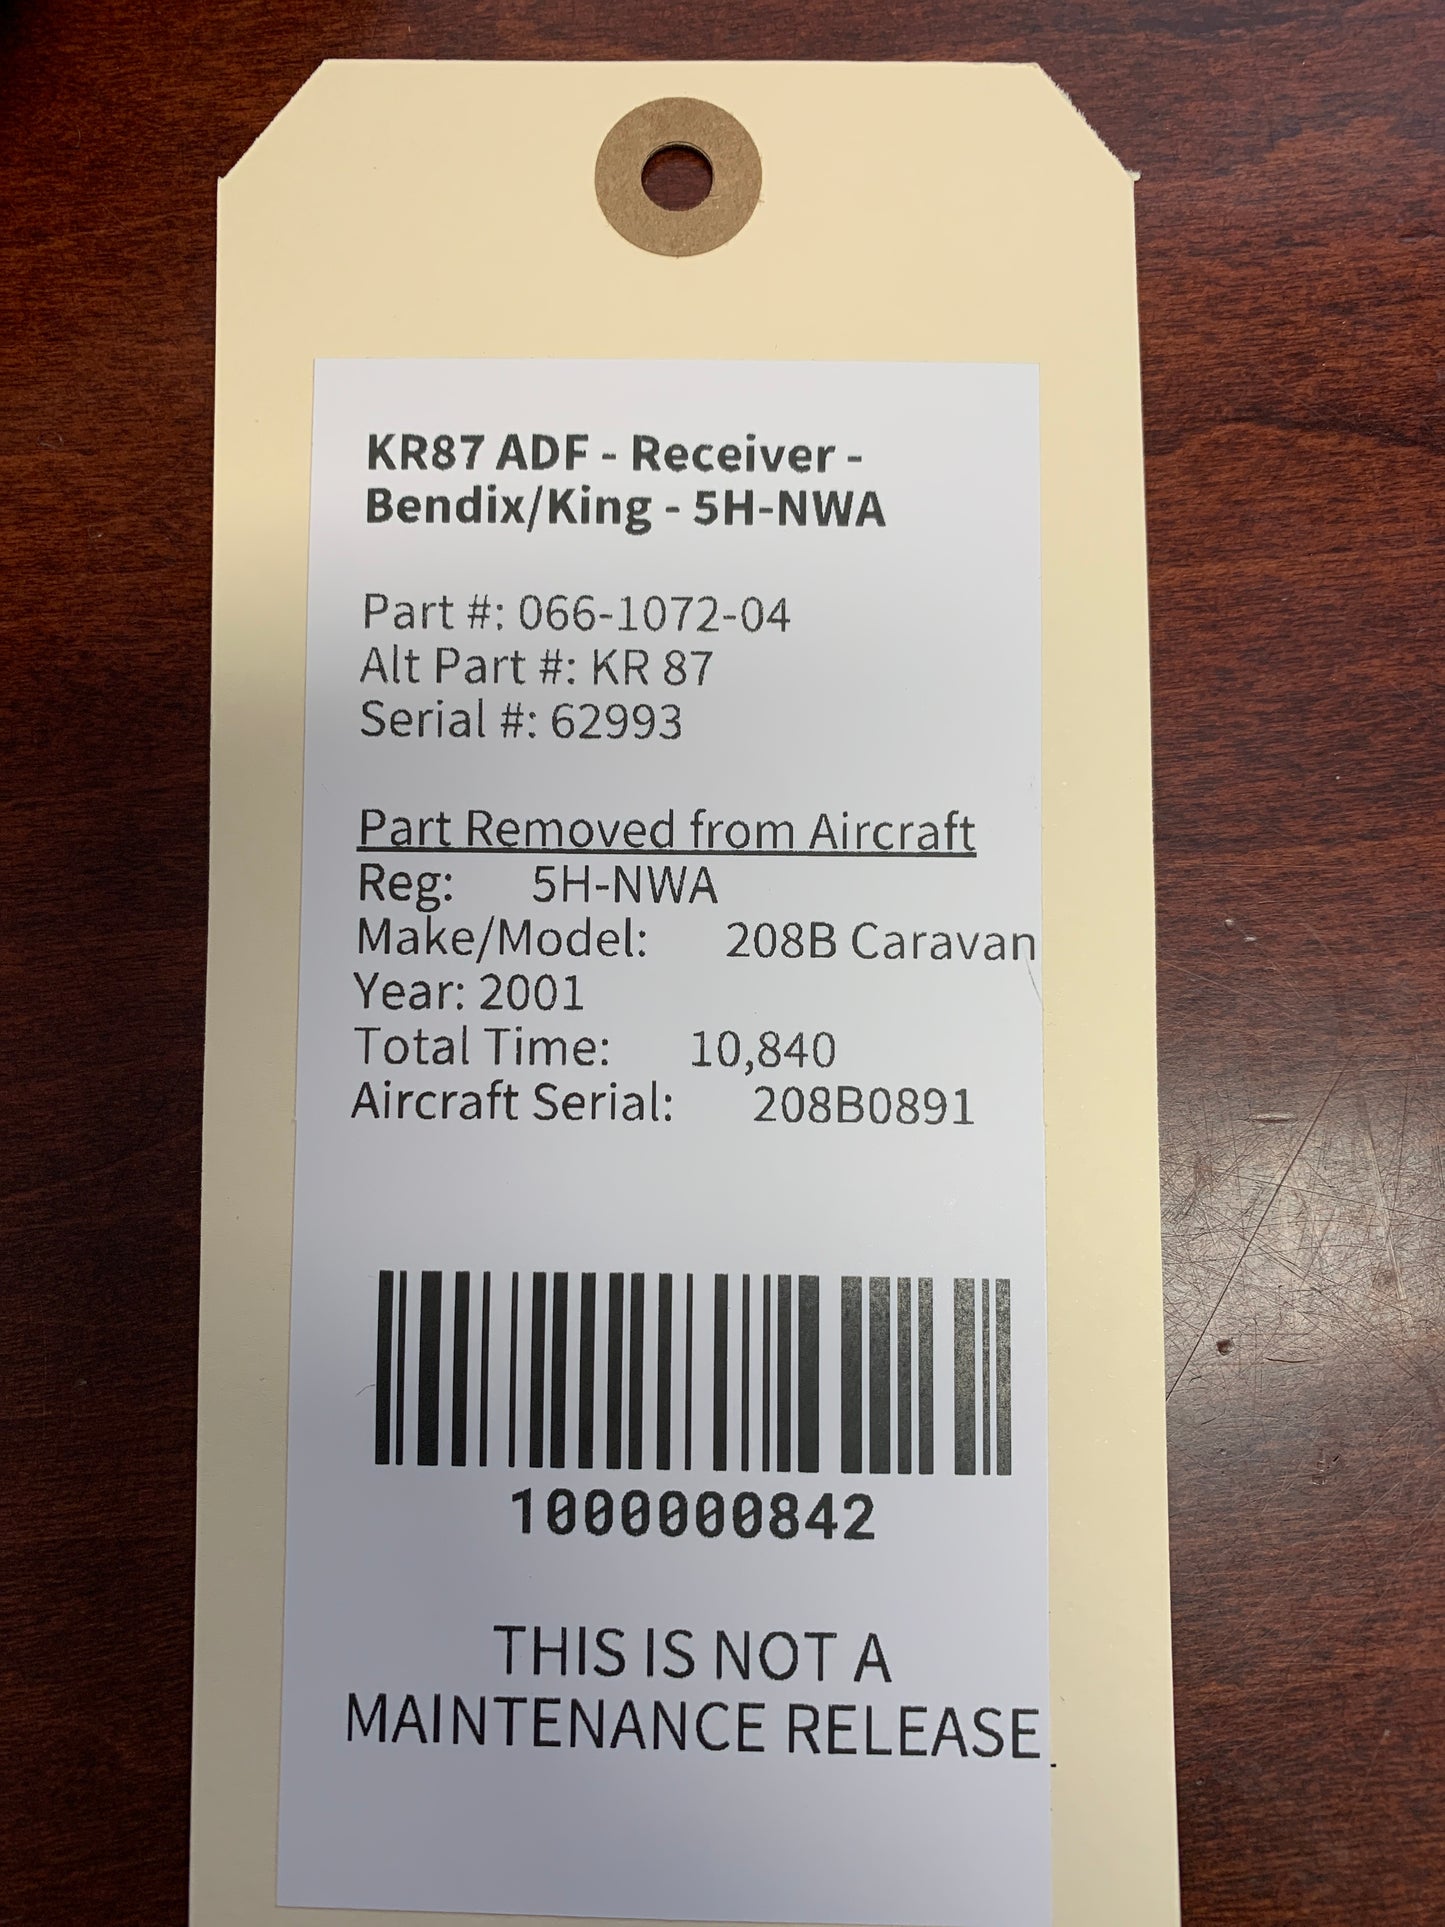 KR87 ADF - Receiver -
Bendix/King - 5H-NWA
Part #: 066-1072-04
Alt Part #: KR 87
Serial #: 62993
Part Removed from Aircraft
Reg: 5H-NWA
Make/Model: 208B Caravan
Year: 2001
Total Time: 10,840
Aircraft Serial: 208B0891
1000000842
THIS IS NOT A
MAINTENANCE RELEASE